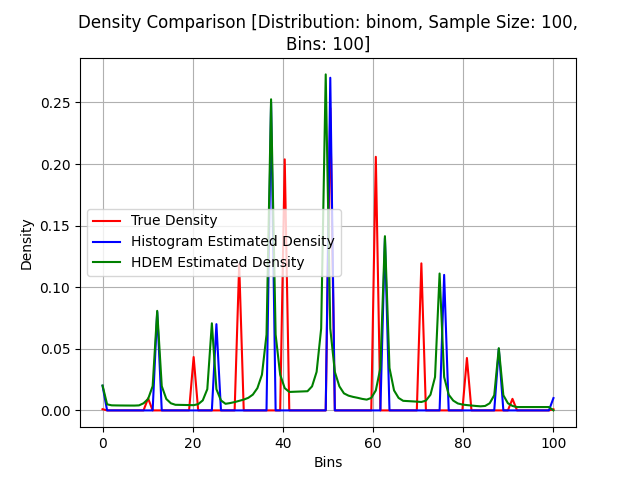 Density Comparison [Distribution: binom, Sample Size: 100,
Bins: 100]
Density
0.25
0.20
0.15
0.10
0.05
0.00
True Density
Histogram Estimated Density
HDEM Estimated Density
0 20 40 60 80 100
Bins